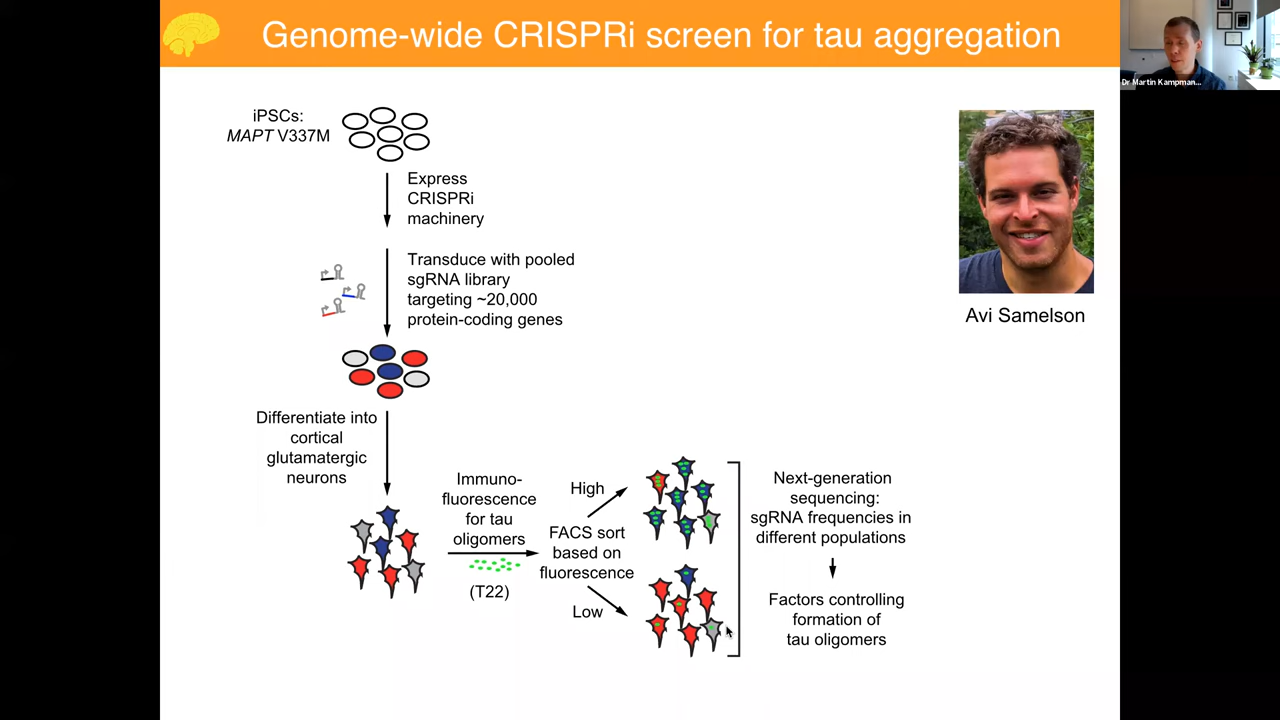 Genome-wide CRISPRi screen for tau aggregation
Dr Martin Kampman...
iPSCs:
MAPT V337M
Express
CRISPRi
machinery
Transduce with pooled
sgRNA library
targeting ~20,000
protein-coding genes
Avi Samelson
Differentiate into
cortical
glutamatergic
neurons
Immuno-
fluorescence
for tau
oligomers
(T22)
High
FACS sort
based on
fluorescence
Low
Next-generation
sequencing:
sgRNA frequencies in
different populations
Factors controlling
formation of
tau oligomers